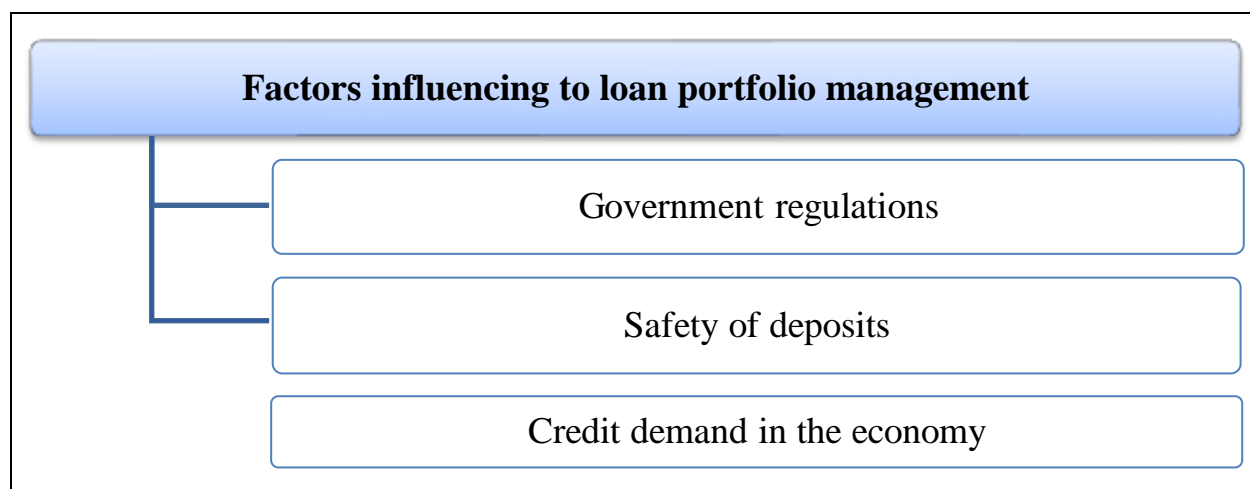 Factors influencing to loan portfolio management
Government regulations
Safety of deposits
Credit demand in the economy